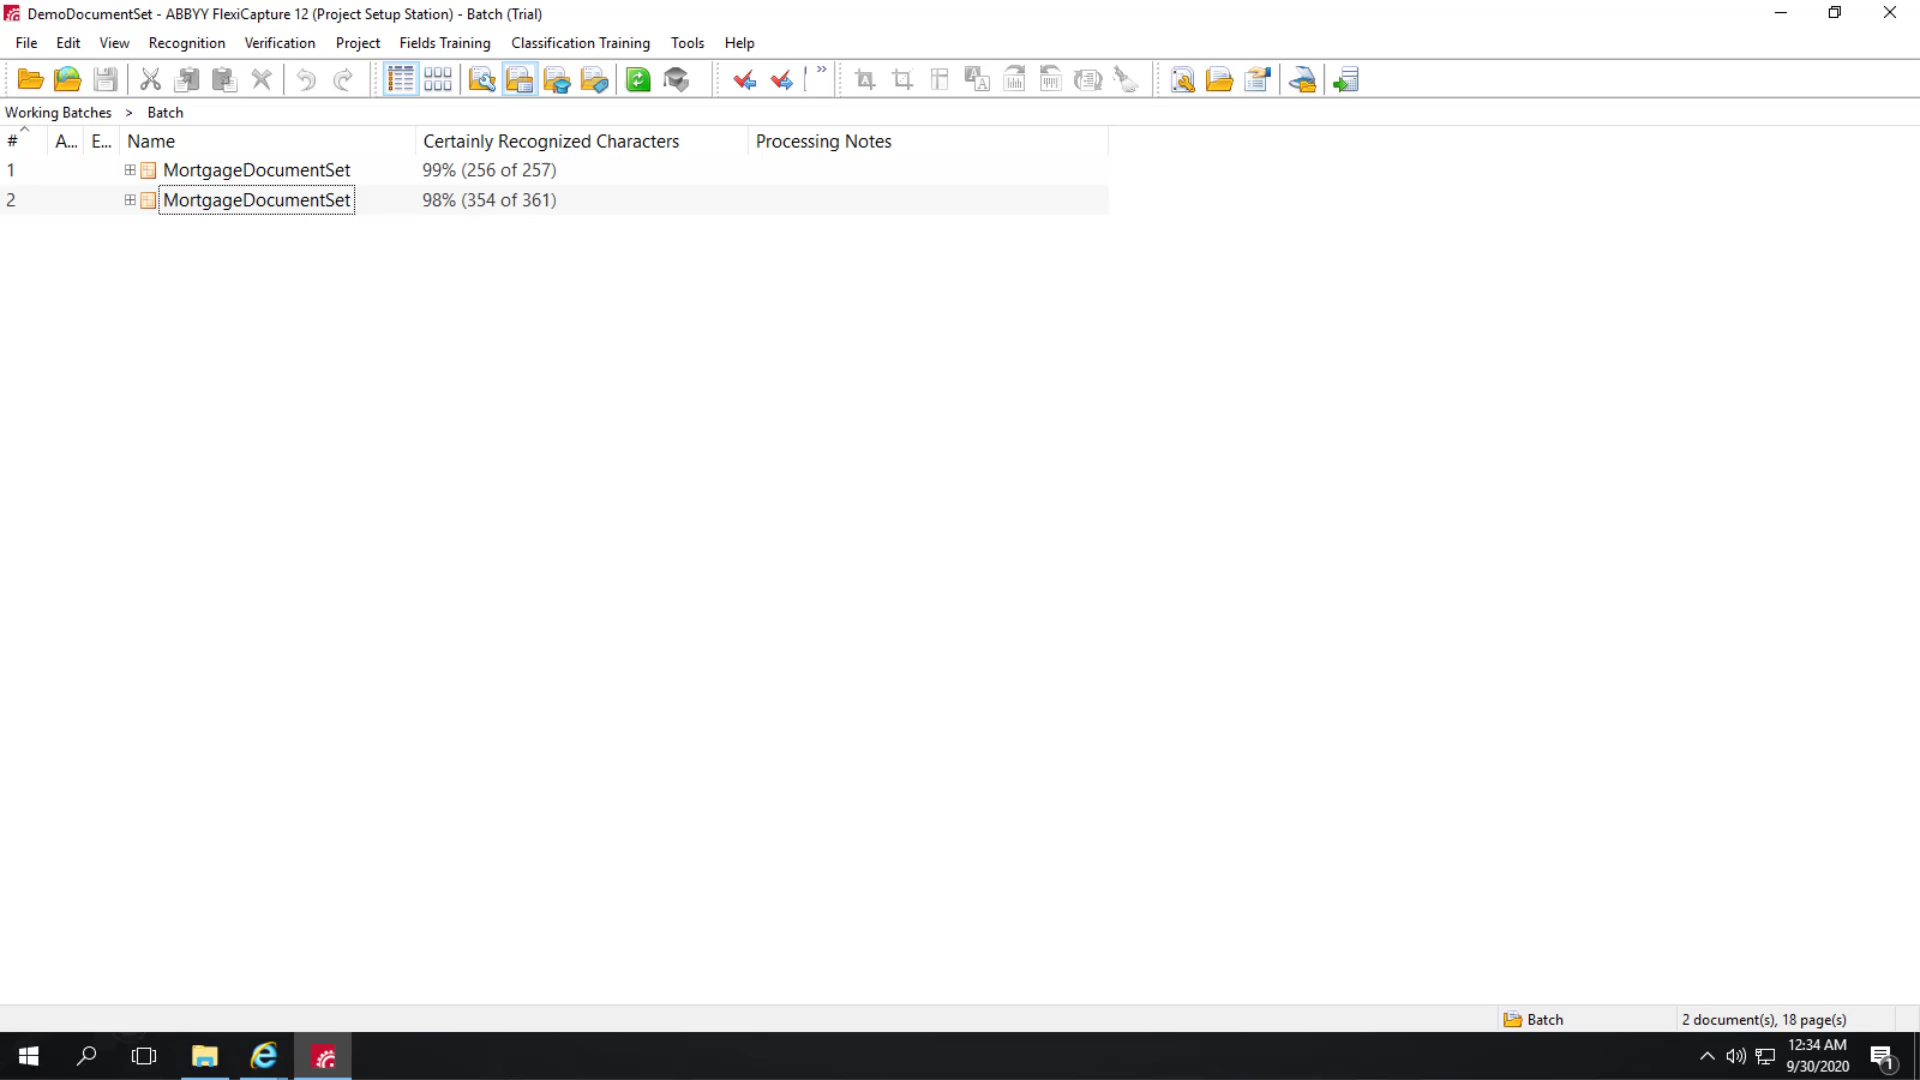 DemoDocumentSet - ABBYY FlexiCapture 12 (Project Setup Station) - Batch (Trial)
File Edit View Recognition Verification Project Fields Training Classification Training Tools Help
Working Batches > Batch
# A... E... Name Certainly Recognized Characters Processing Notes
1 MortgageDocumentSet 99% (256 of 257)
2 MortgageDocumentSet 98% (354 of 361)
Batch 2 document(s), 18 page(s)
12:34 AM
9/30/2020
1